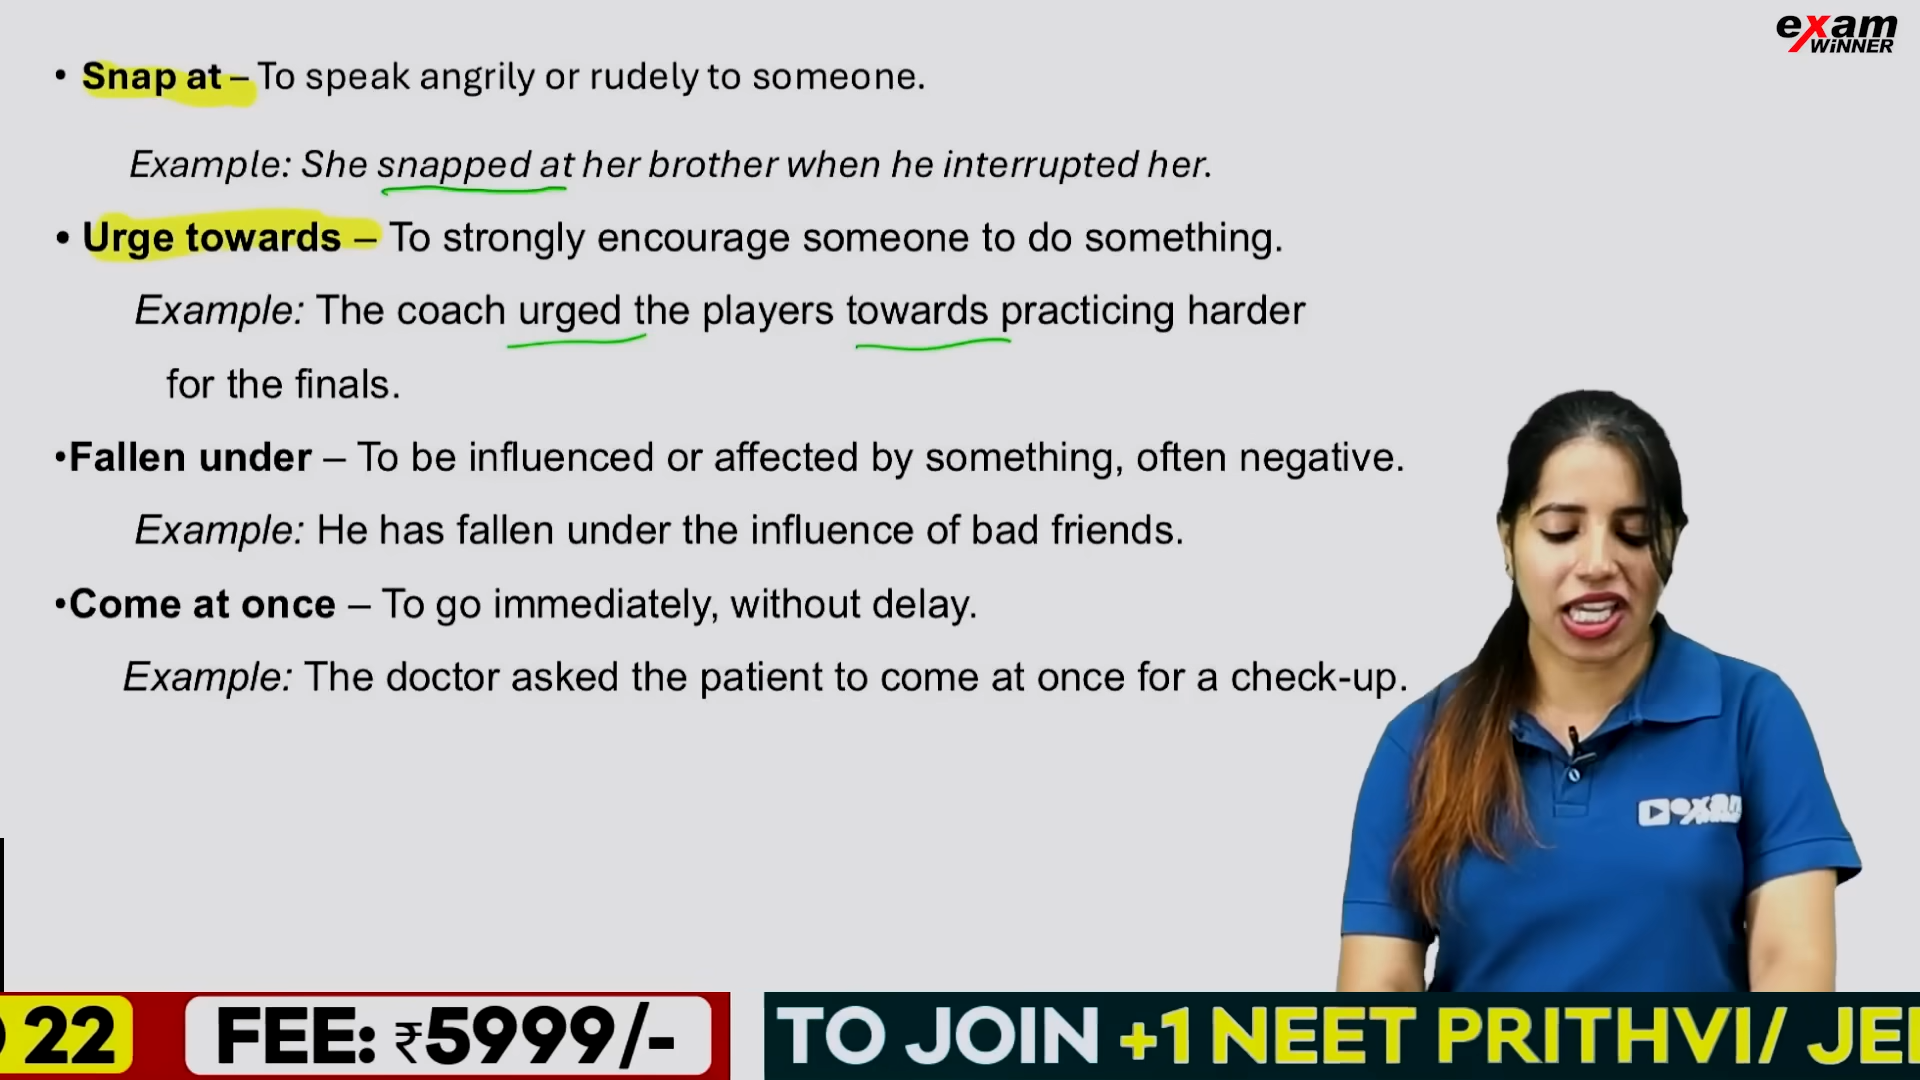 exam
WiNNER
• Snap at – To speak angrily or rudely to someone.
Example: She snapped at her brother when he interrupted her.
• Urge towards – To strongly encourage someone to do something.
Example: The coach urged the players towards practicing harder
for the finals.
•Fallen under – To be influenced or affected by something, often negative.
Example: He has fallen under the influence of bad friends.
•Come at once – To go immediately, without delay.
Example: The doctor asked the patient to come at once for a check-up.
exam
22 FEE: ₹5999/- TO JOIN +1 NEET PRITHVI/ JEE